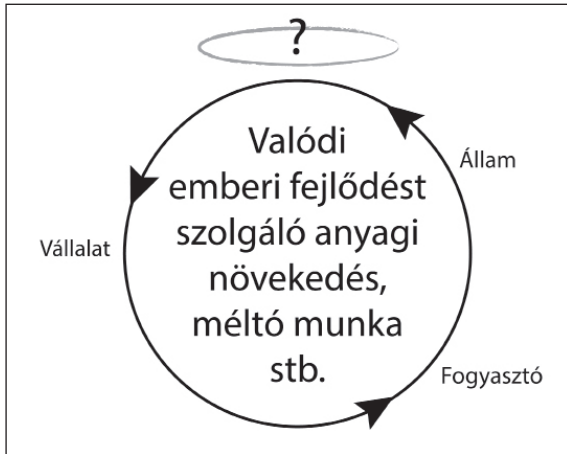 ?
Valódi
emberi fejlődést
szolgáló anyagi
növekedés,
méltó munka
stb.
Állam
Vállalat
Fogyasztó